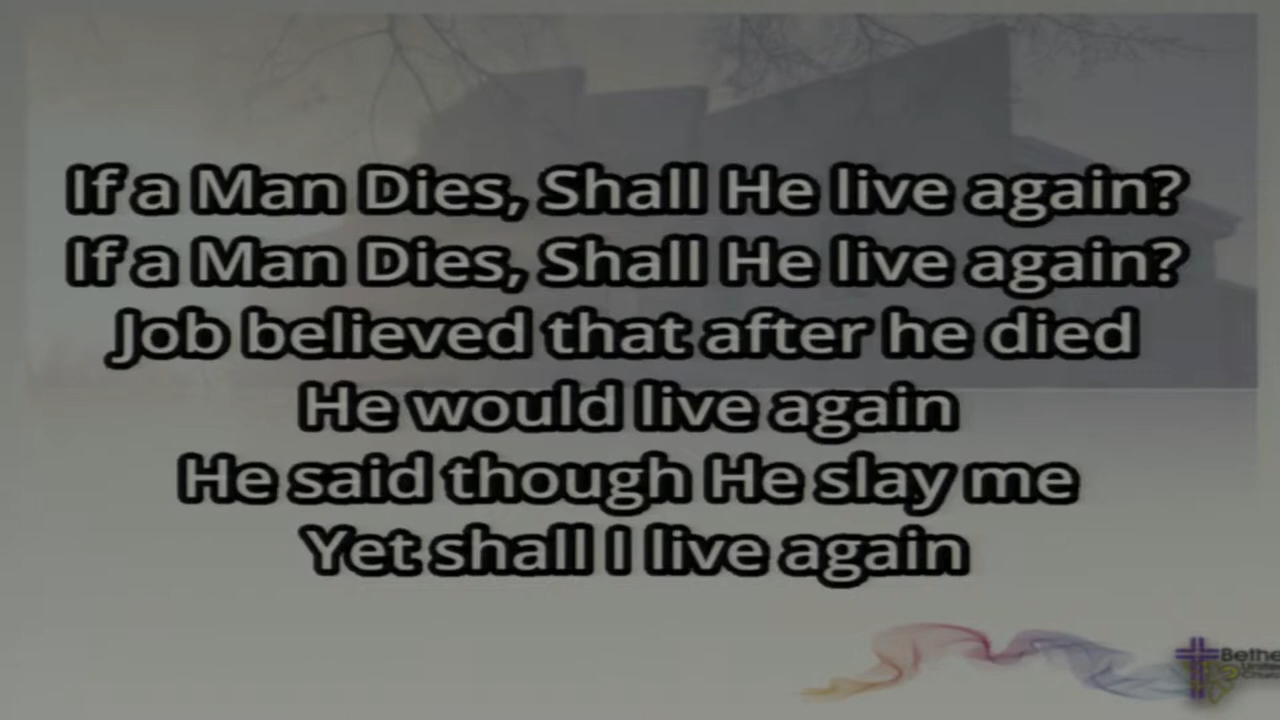 If a Man Dies, Shall He live again?
If a Man Dies, Shall He live again?
Job believed that after he died
He would live again
He said though He slay me
Yet shall I live again